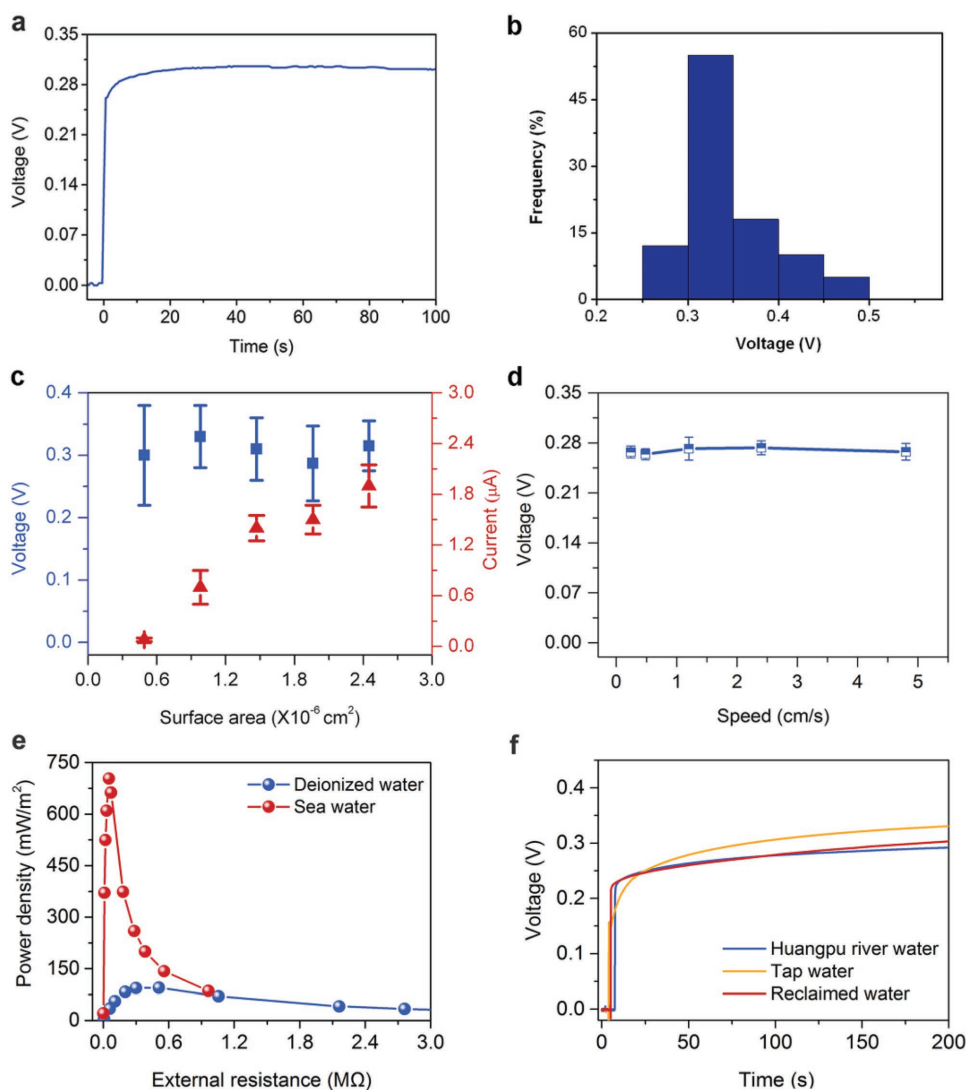 a
0.35
0.28
0.21
0.14
0.07
0.00
Voltage (V)
0 20 40 60 80 100
Time (s)
b
60
45
30
15
0
Frequency (%)
0.2 0.3 0.4 0.5
Voltage (V)
c
0.4
0.3
0.2
0.1
0.0
Voltage (V)
3.0
2.4
1.8
1.2
0.6
0.0
Current (μA)
0.0 0.6 1.2 1.8 2.4 3.0
Surface area (X10⁻⁶ cm²)
d
0.35
0.28
0.21
0.14
0.07
0.00
Voltage (V)
0 1 2 3 4 5
Speed (cm/s)
e
750
600
450
300
150
0
Power density (mW/m²)
Deionized water
Sea water
0.0 0.6 1.2 1.8 2.4 3.0
External resistance (MΩ)
f
0.4
0.3
0.2
0.1
0.0
Voltage (V)
Huangpu river water
Tap water
Reclaimed water
0 50 100 150 200
Time (s)